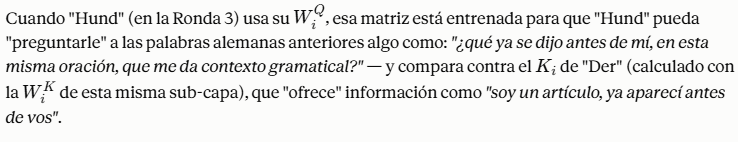 Cuando "Hund" (en la Ronda 3) usa su $W_i^Q$, esa matriz está entrenada para que "Hund" pueda
"preguntarle" a las palabras alemanas anteriores algo como: "¿qué ya se dijo antes de mí, en esta
misma oración, que me da contexto gramatical?" — y compara contra el $K_i$ de "Der" (calculado con
la $W_i^K$ de esta misma sub-capa), que "ofrece" información como "soy un artículo, ya aparecí antes
de vos".